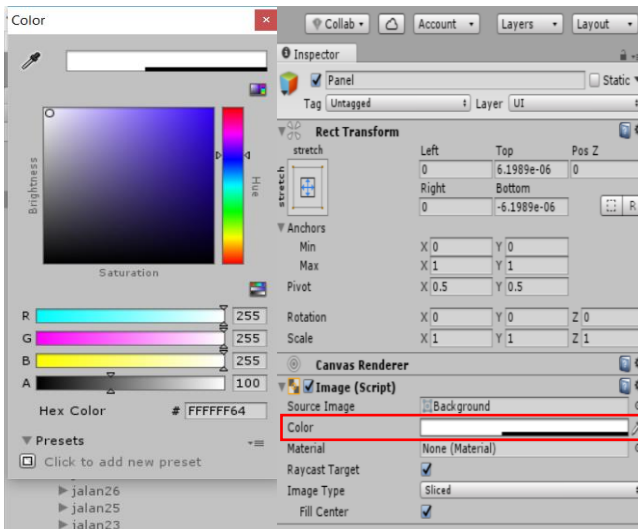 Color
Brightness
Hue
Saturation
R 255
G 255
B 255
A 100
Hex Color # FFFFFF64
Presets
Click to add new preset
jalan26
jalan25
jalan23
Collab Account Layers Layout
Inspector
Panel Static
Tag Untagged Layer UI
Rect Transform
stretch Left Top Pos Z
stretch 0 6.1989e-06 0
Right Bottom
0 -6.1989e-06 R
Anchors
Min X 0 Y 0
Max X 1 Y 1
Pivot X 0.5 Y 0.5
Rotation X 0 Y 0 Z 0
Scale X 1 Y 1 Z 1
Canvas Renderer
Image (Script)
Source Image Background
Color
Material None (Material)
Raycast Target
Image Type Sliced
Fill Center